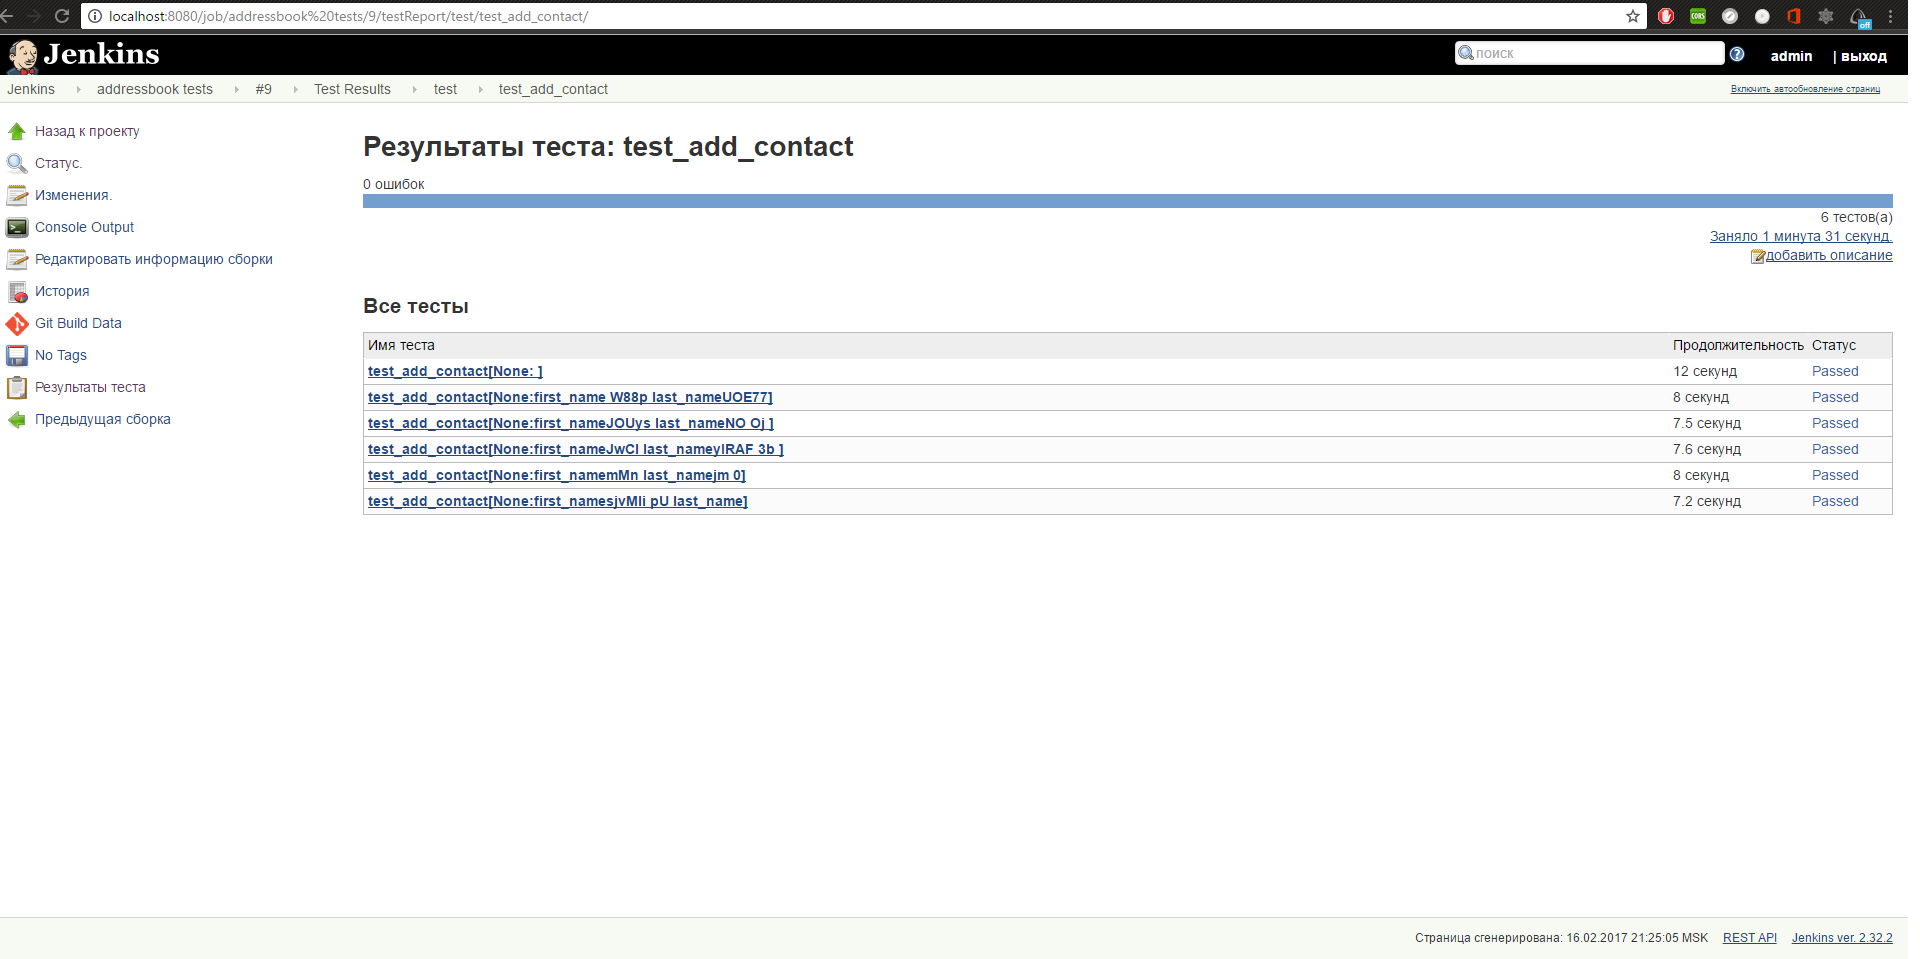 localhost:8080/job/addressbook%20tests/9/testReport/test/test_add_contact/
CORS
off
Jenkins
поиск
?
admin
| выход
Jenkins addressbook tests #9 Test Results test test_add_contact
Включить автообновление страниц
Назад к проекту
Статус.
Изменения.
Console Output
Редактировать информацию сборки
История
Git Build Data
No Tags
Результаты теста
Предыдущая сборка
Результаты теста: test_add_contact
0 ошибок
6 тестов(а)
Заняло 1 минута 31 секунд.
добавить описание
Все тесты
Имя теста Продолжительность Статус
test_add_contact[None: ] 12 секунд Passed
test_add_contact[None:first_name W88p last_nameUOE77] 8 секунд Passed
test_add_contact[None:first_nameJOUys last_nameNO Oj ] 7.5 секунд Passed
test_add_contact[None:first_nameJwCl last_nameylRAF 3b ] 7.6 секунд Passed
test_add_contact[None:first_namemMn last_namejm 0] 8 секунд Passed
test_add_contact[None:first_namesjvMli pU last_name] 7.2 секунд Passed
Страница сгенерирована: 16.02.2017 21:25:05 MSK REST API Jenkins ver. 2.32.2